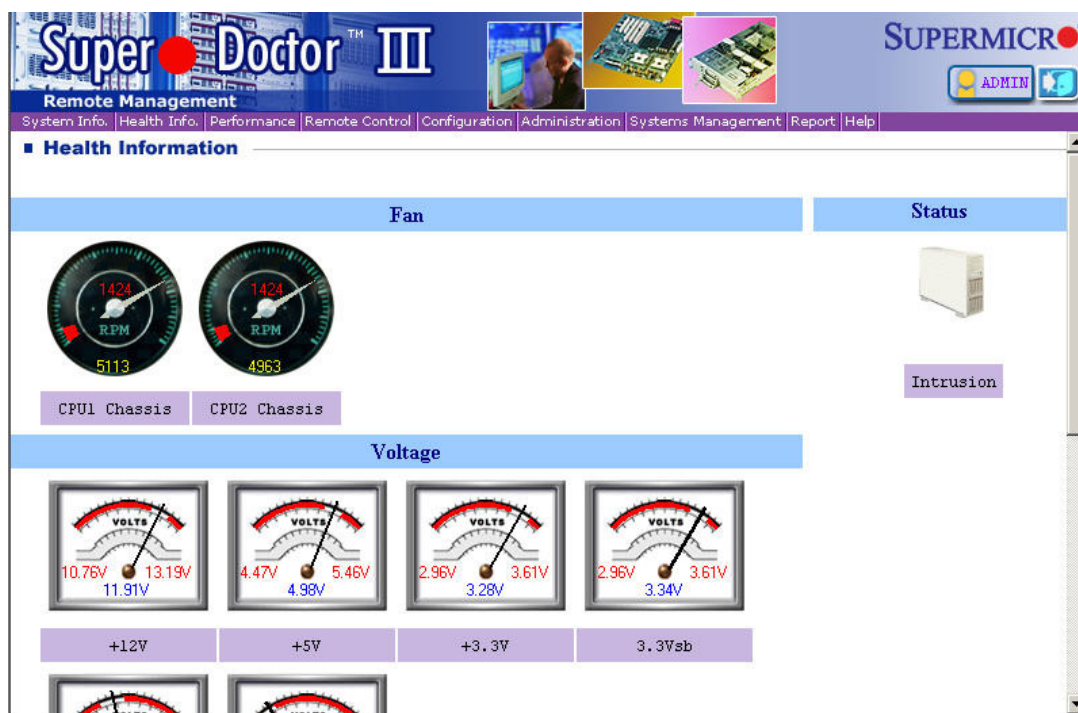 Super Doctor ™ III
SUPERMICR
ADMIN
Remote Management
System Info. Health Info. Performance Remote Control Configuration Administration Systems Management Report Help
Health Information
Fan
Status
1424 1424
RPM RPM
5113 4963
CPU1 Chassis CPU2 Chassis
Intrusion
Voltage
VOLTS VOLTS VOLTS VOLTS
10.76V 13.19V 4.47V 5.46V 2.96V 3.61V 2.96V 3.61V
11.91V 4.98V 3.28V 3.34V
+12V +5V +3.3V 3.3Vsb